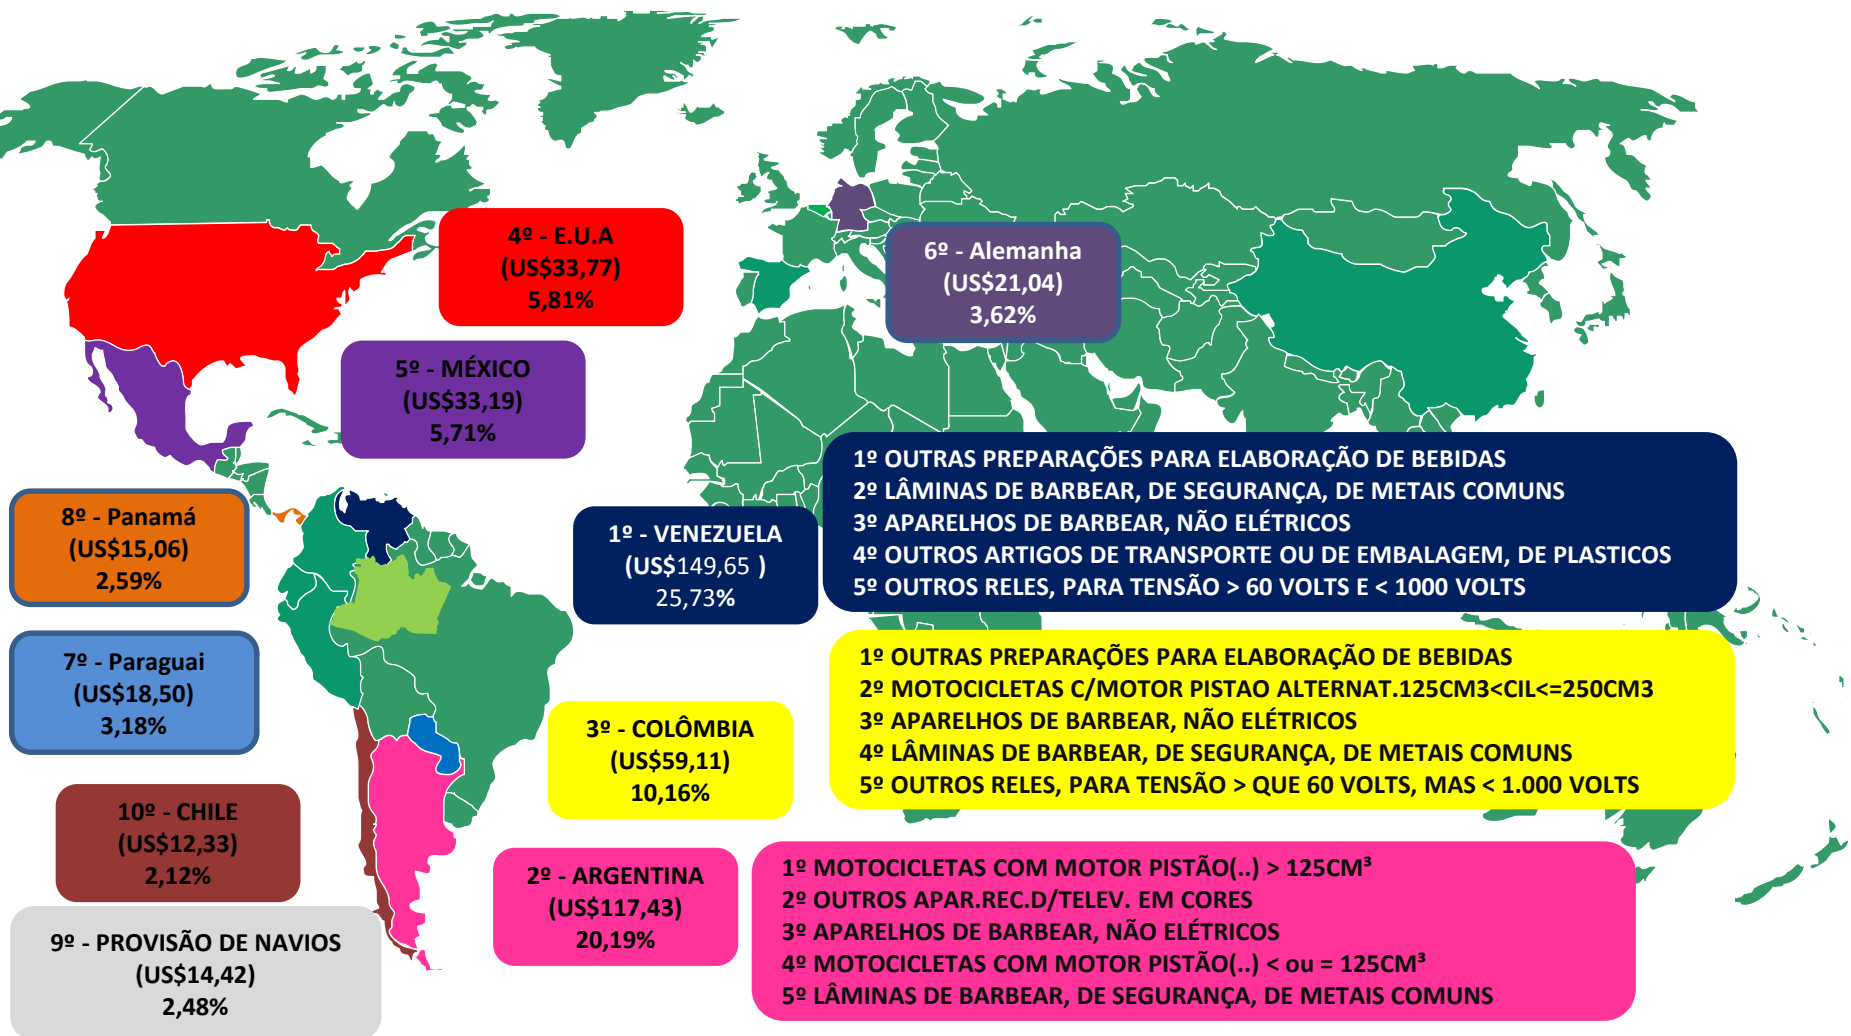 4º - E.U.A
(US$33,77)
5,81%
6º - Alemanha
(US$21,04)
3,62%
5º - MÉXICO
(US$33,19)
5,71%
8º - Panamá
(US$15,06)
2,59%
1º - VENEZUELA
(US$149,65 )
25,73%
1º OUTRAS PREPARAÇÕES PARA ELABORAÇÃO DE BEBIDAS
2º LÂMINAS DE BARBEAR, DE SEGURANÇA, DE METAIS COMUNS
3º APARELHOS DE BARBEAR, NÃO ELÉTRICOS
4º OUTROS ARTIGOS DE TRANSPORTE OU DE EMBALAGEM, DE PLASTICOS
5º OUTROS RELES, PARA TENSÃO > 60 VOLTS E < 1000 VOLTS
7º - Paraguai
(US$18,50)
3,18%
3º - COLÔMBIA
(US$59,11)
10,16%
1º OUTRAS PREPARAÇÕES PARA ELABORAÇÃO DE BEBIDAS
2º MOTOCICLETAS C/MOTOR PISTAO ALTERNAT.125CM3<CIL<=250CM3
3º APARELHOS DE BARBEAR, NÃO ELÉTRICOS
4º LÂMINAS DE BARBEAR, DE SEGURANÇA, DE METAIS COMUNS
5º OUTROS RELES, PARA TENSÃO > QUE 60 VOLTS, MAS < 1.000 VOLTS
10º - CHILE
(US$12,33)
2,12%
2º - ARGENTINA
(US$117,43)
20,19%
1º MOTOCICLETAS COM MOTOR PISTÃO(..) > 125CM³
2º OUTROS APAR.REC.D/TELEV. EM CORES
3º APARELHOS DE BARBEAR, NÃO ELÉTRICOS
4º MOTOCICLETAS COM MOTOR PISTÃO(..) < ou = 125CM³
5º LÂMINAS DE BARBEAR, DE SEGURANÇA, DE METAIS COMUNS
9º - PROVISÃO DE NAVIOS
(US$14,42)
2,48%